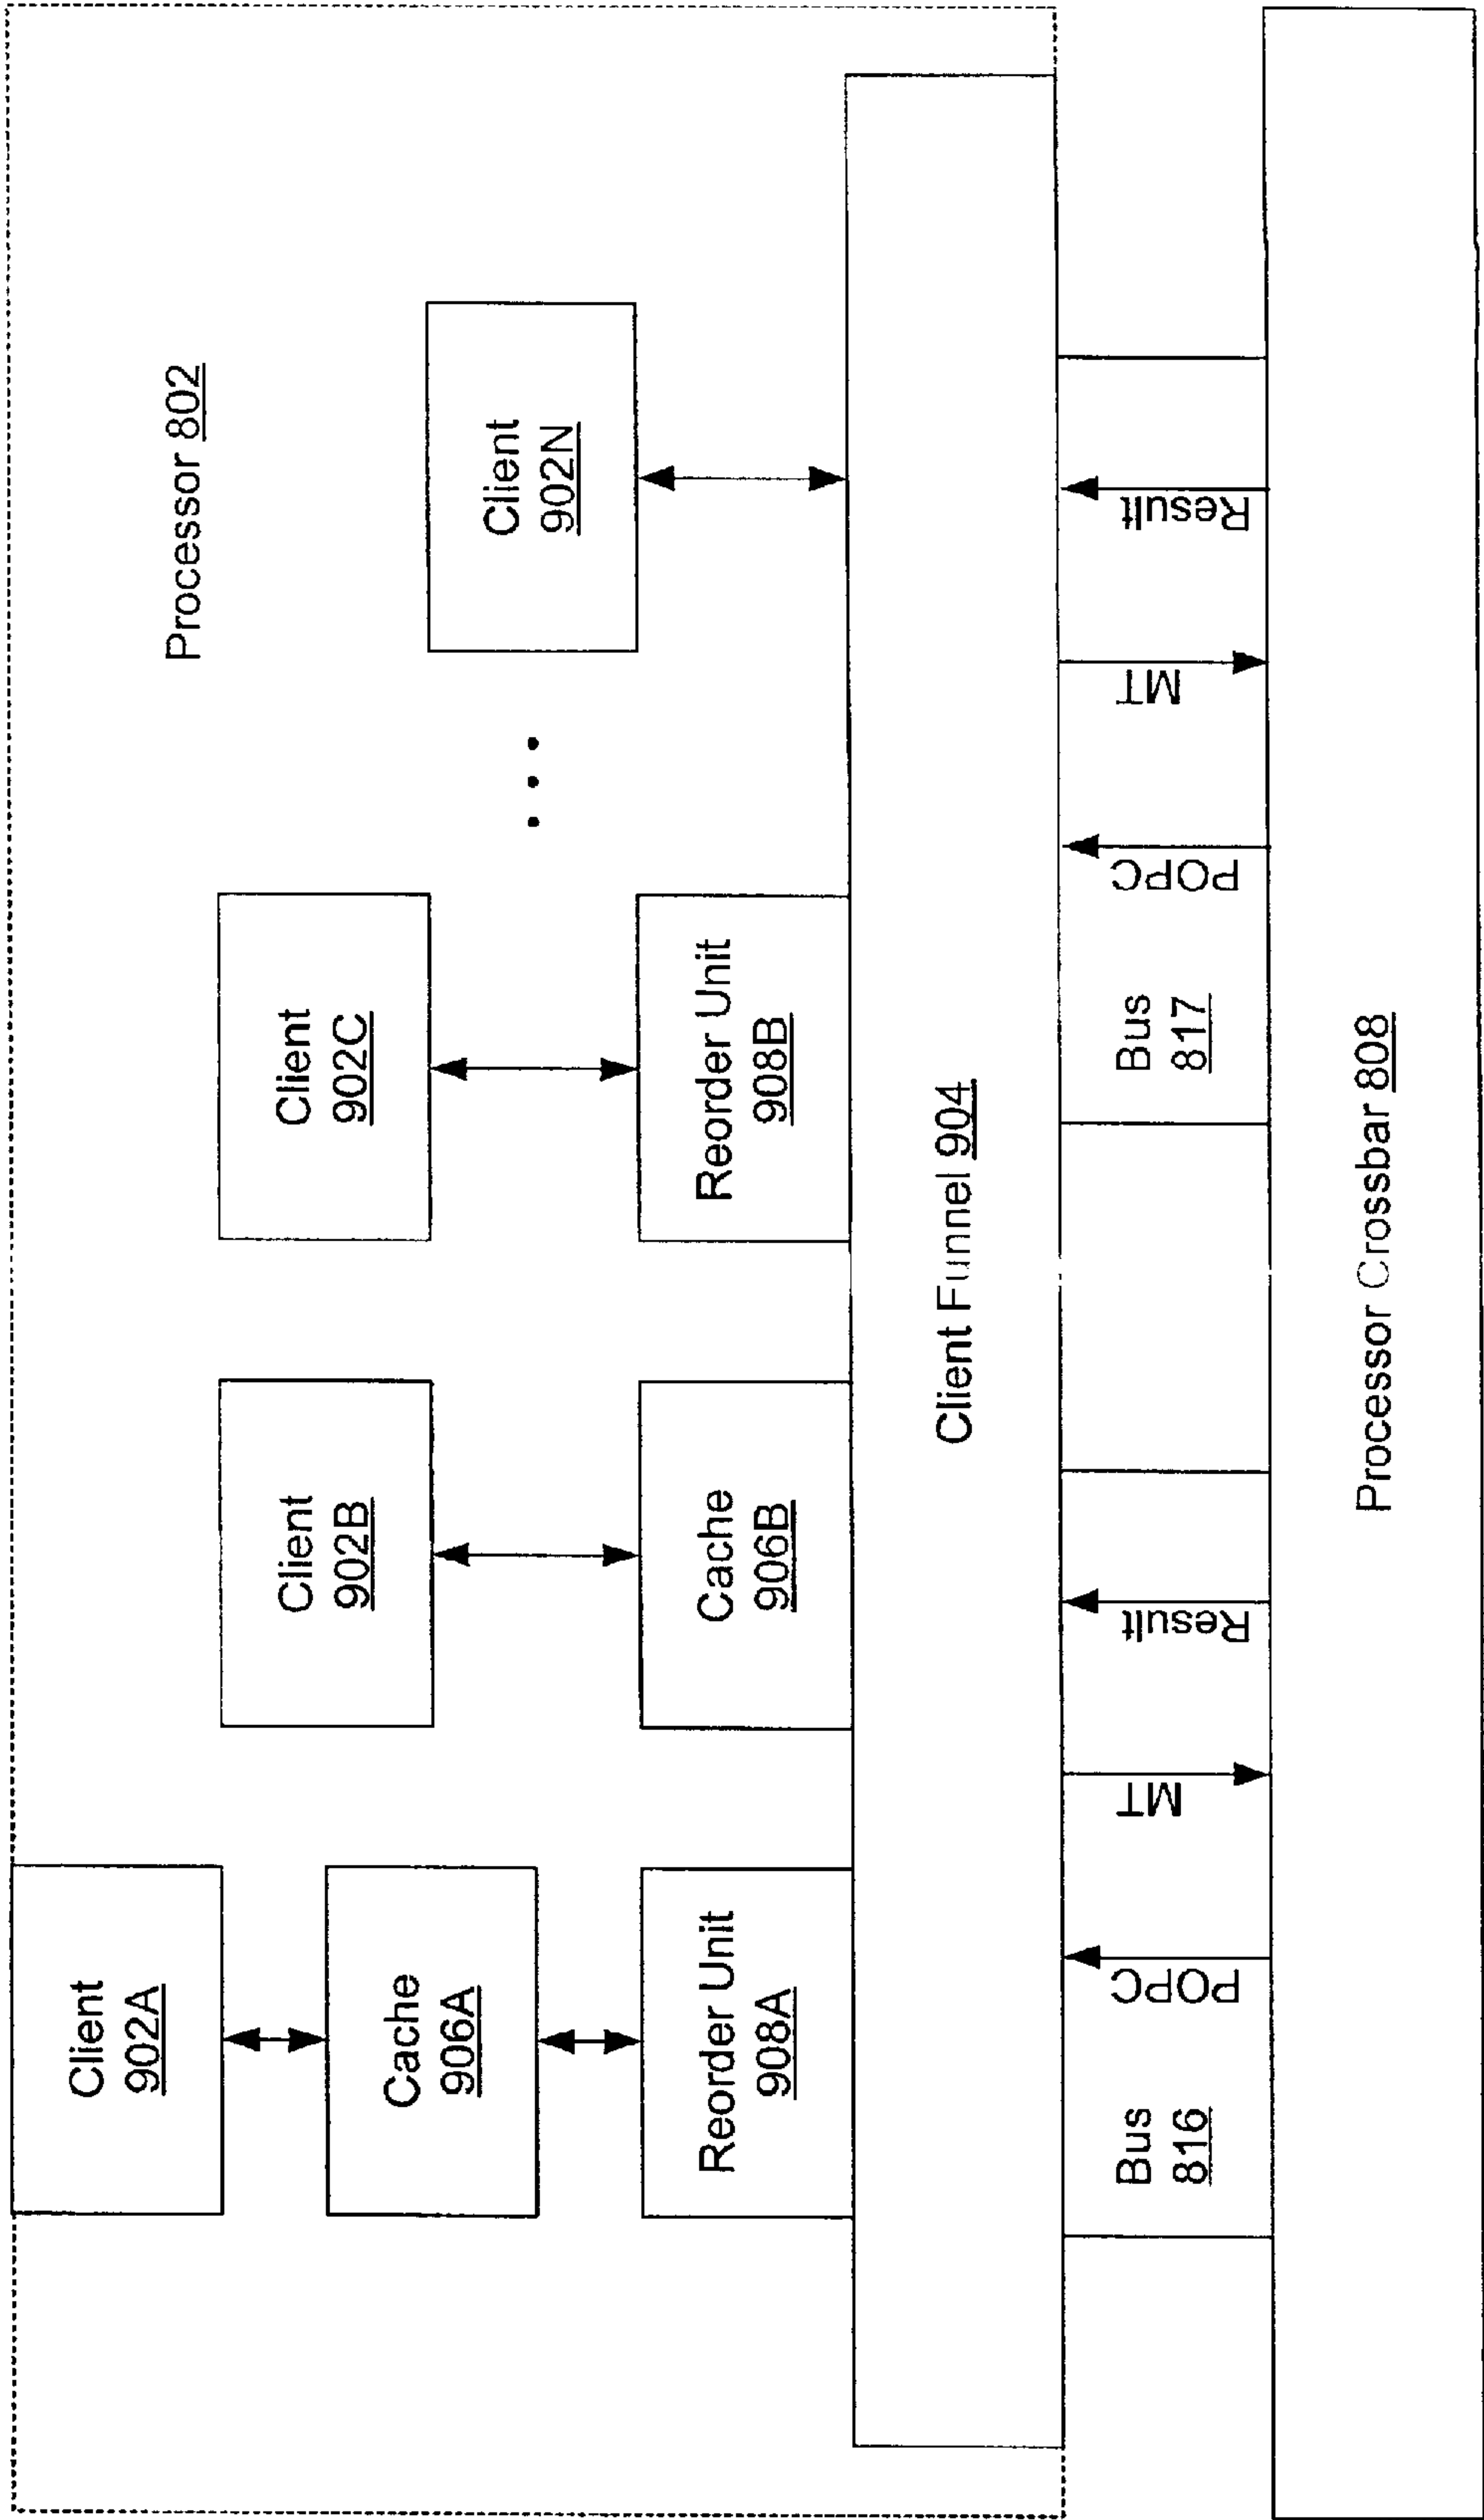 Processor 802
Client
902A
Cache
906A
Reorder Unit
908A
Client
902B
Cache
906B
Client
902C
Reorder Unit
908B
...
Client
902N
Client Funnel 904
Bus
816
POPC
MT
Result
Bus
817
POPC
MT
Result
Processor Crossbar 808